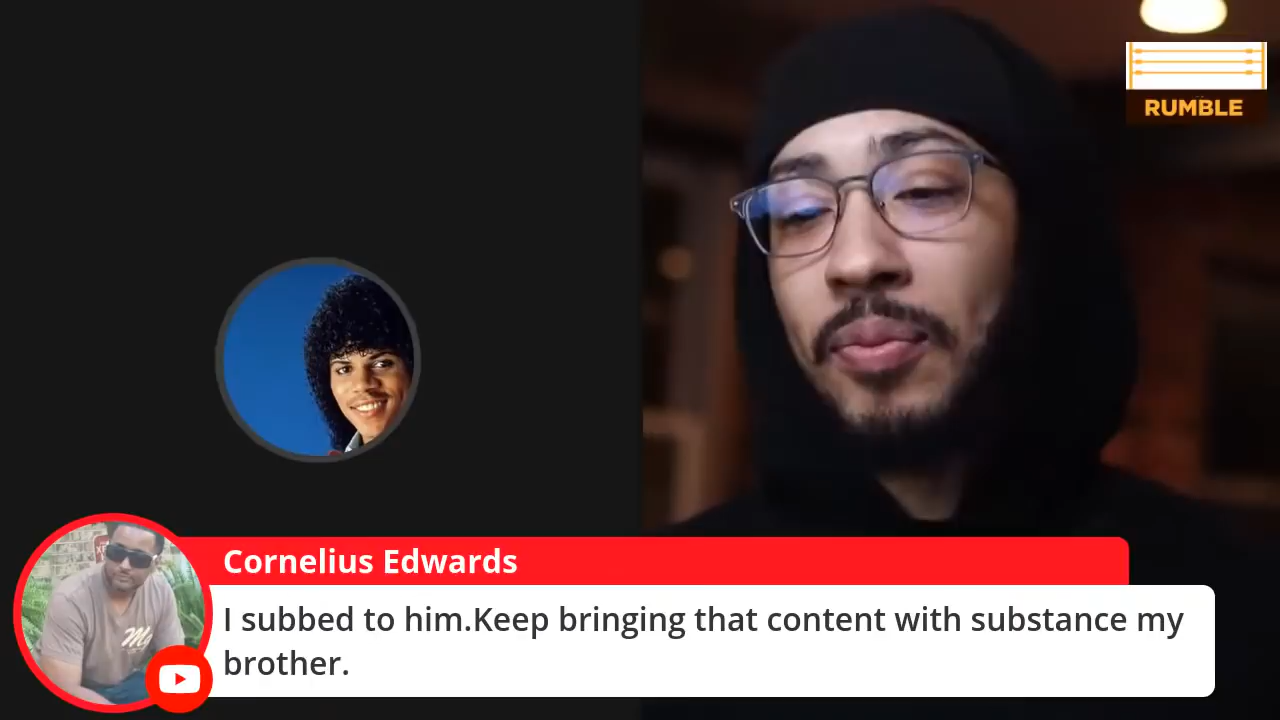 RUMBLE
Cornelius Edwards
I subbed to him.Keep bringing that content with substance my
brother.